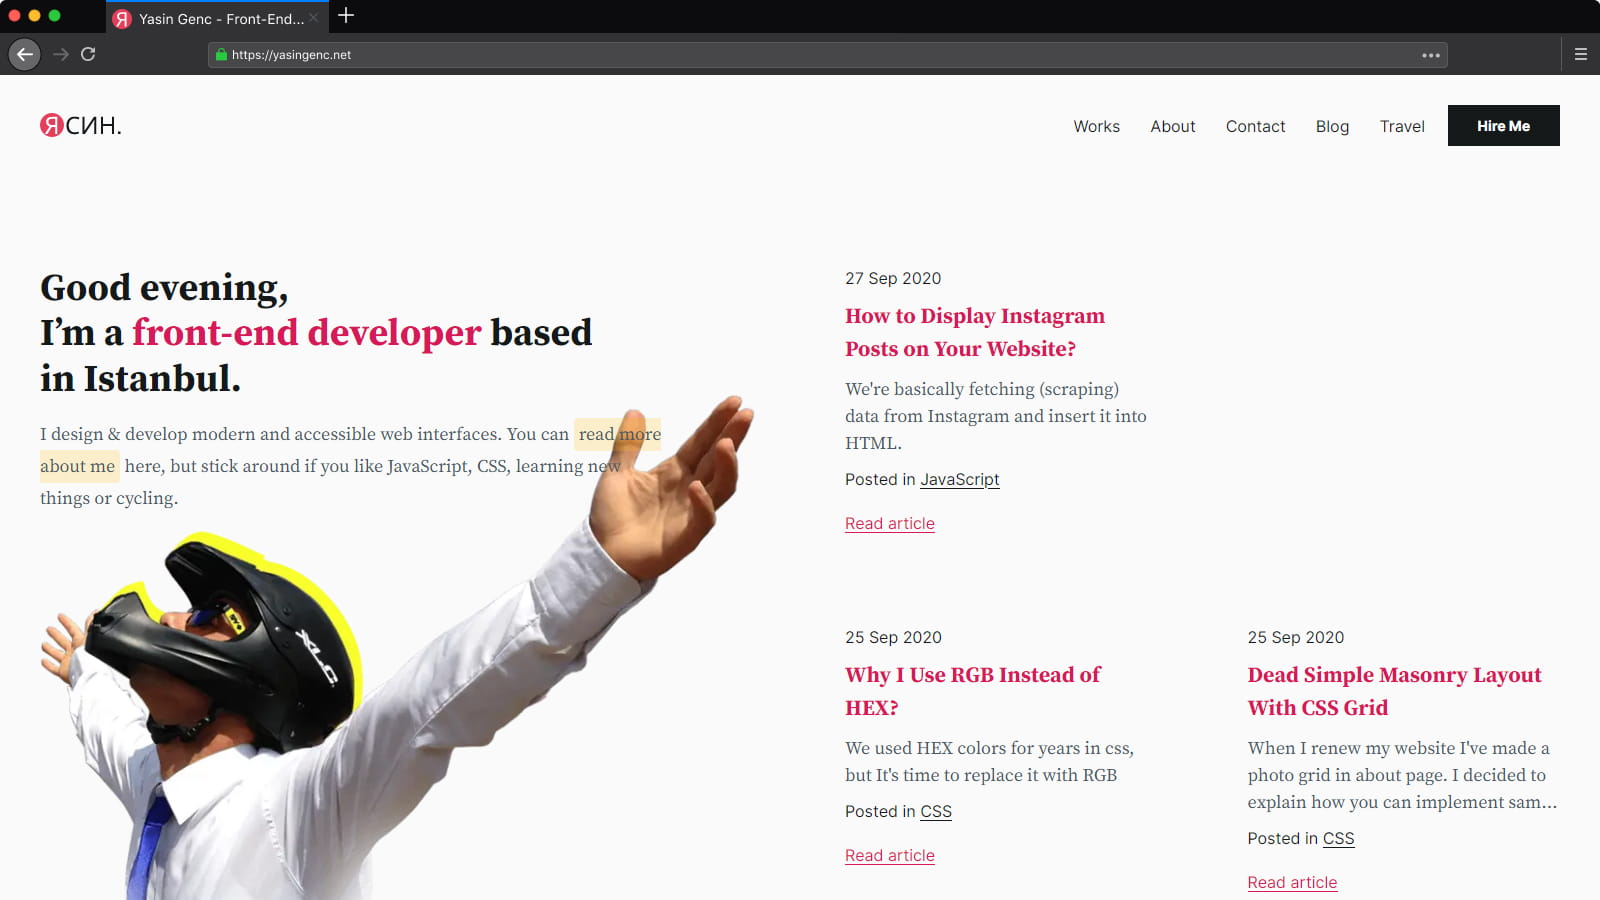 Я Yasin Genc - Front-End...
https://yasingenc.net
ЯСИН.
Works About Contact Blog Travel Hire Me
Good evening,
I’m a front-end developer based
in Istanbul.
I design & develop modern and accessible web interfaces. You can read more
about me here, but stick around if you like JavaScript, CSS, learning new
things or cycling.
XLC
27 Sep 2020
How to Display Instagram
Posts on Your Website?
We're basically fetching (scraping)
data from Instagram and insert it into
HTML.
Posted in JavaScript
Read article
25 Sep 2020
Why I Use RGB Instead of
HEX?
We used HEX colors for years in css,
but It's time to replace it with RGB
Posted in CSS
Read article
25 Sep 2020
Dead Simple Masonry Layout
With CSS Grid
When I renew my website I've made a
photo grid in about page. I decided to
explain how you can implement sam...
Posted in CSS
Read article